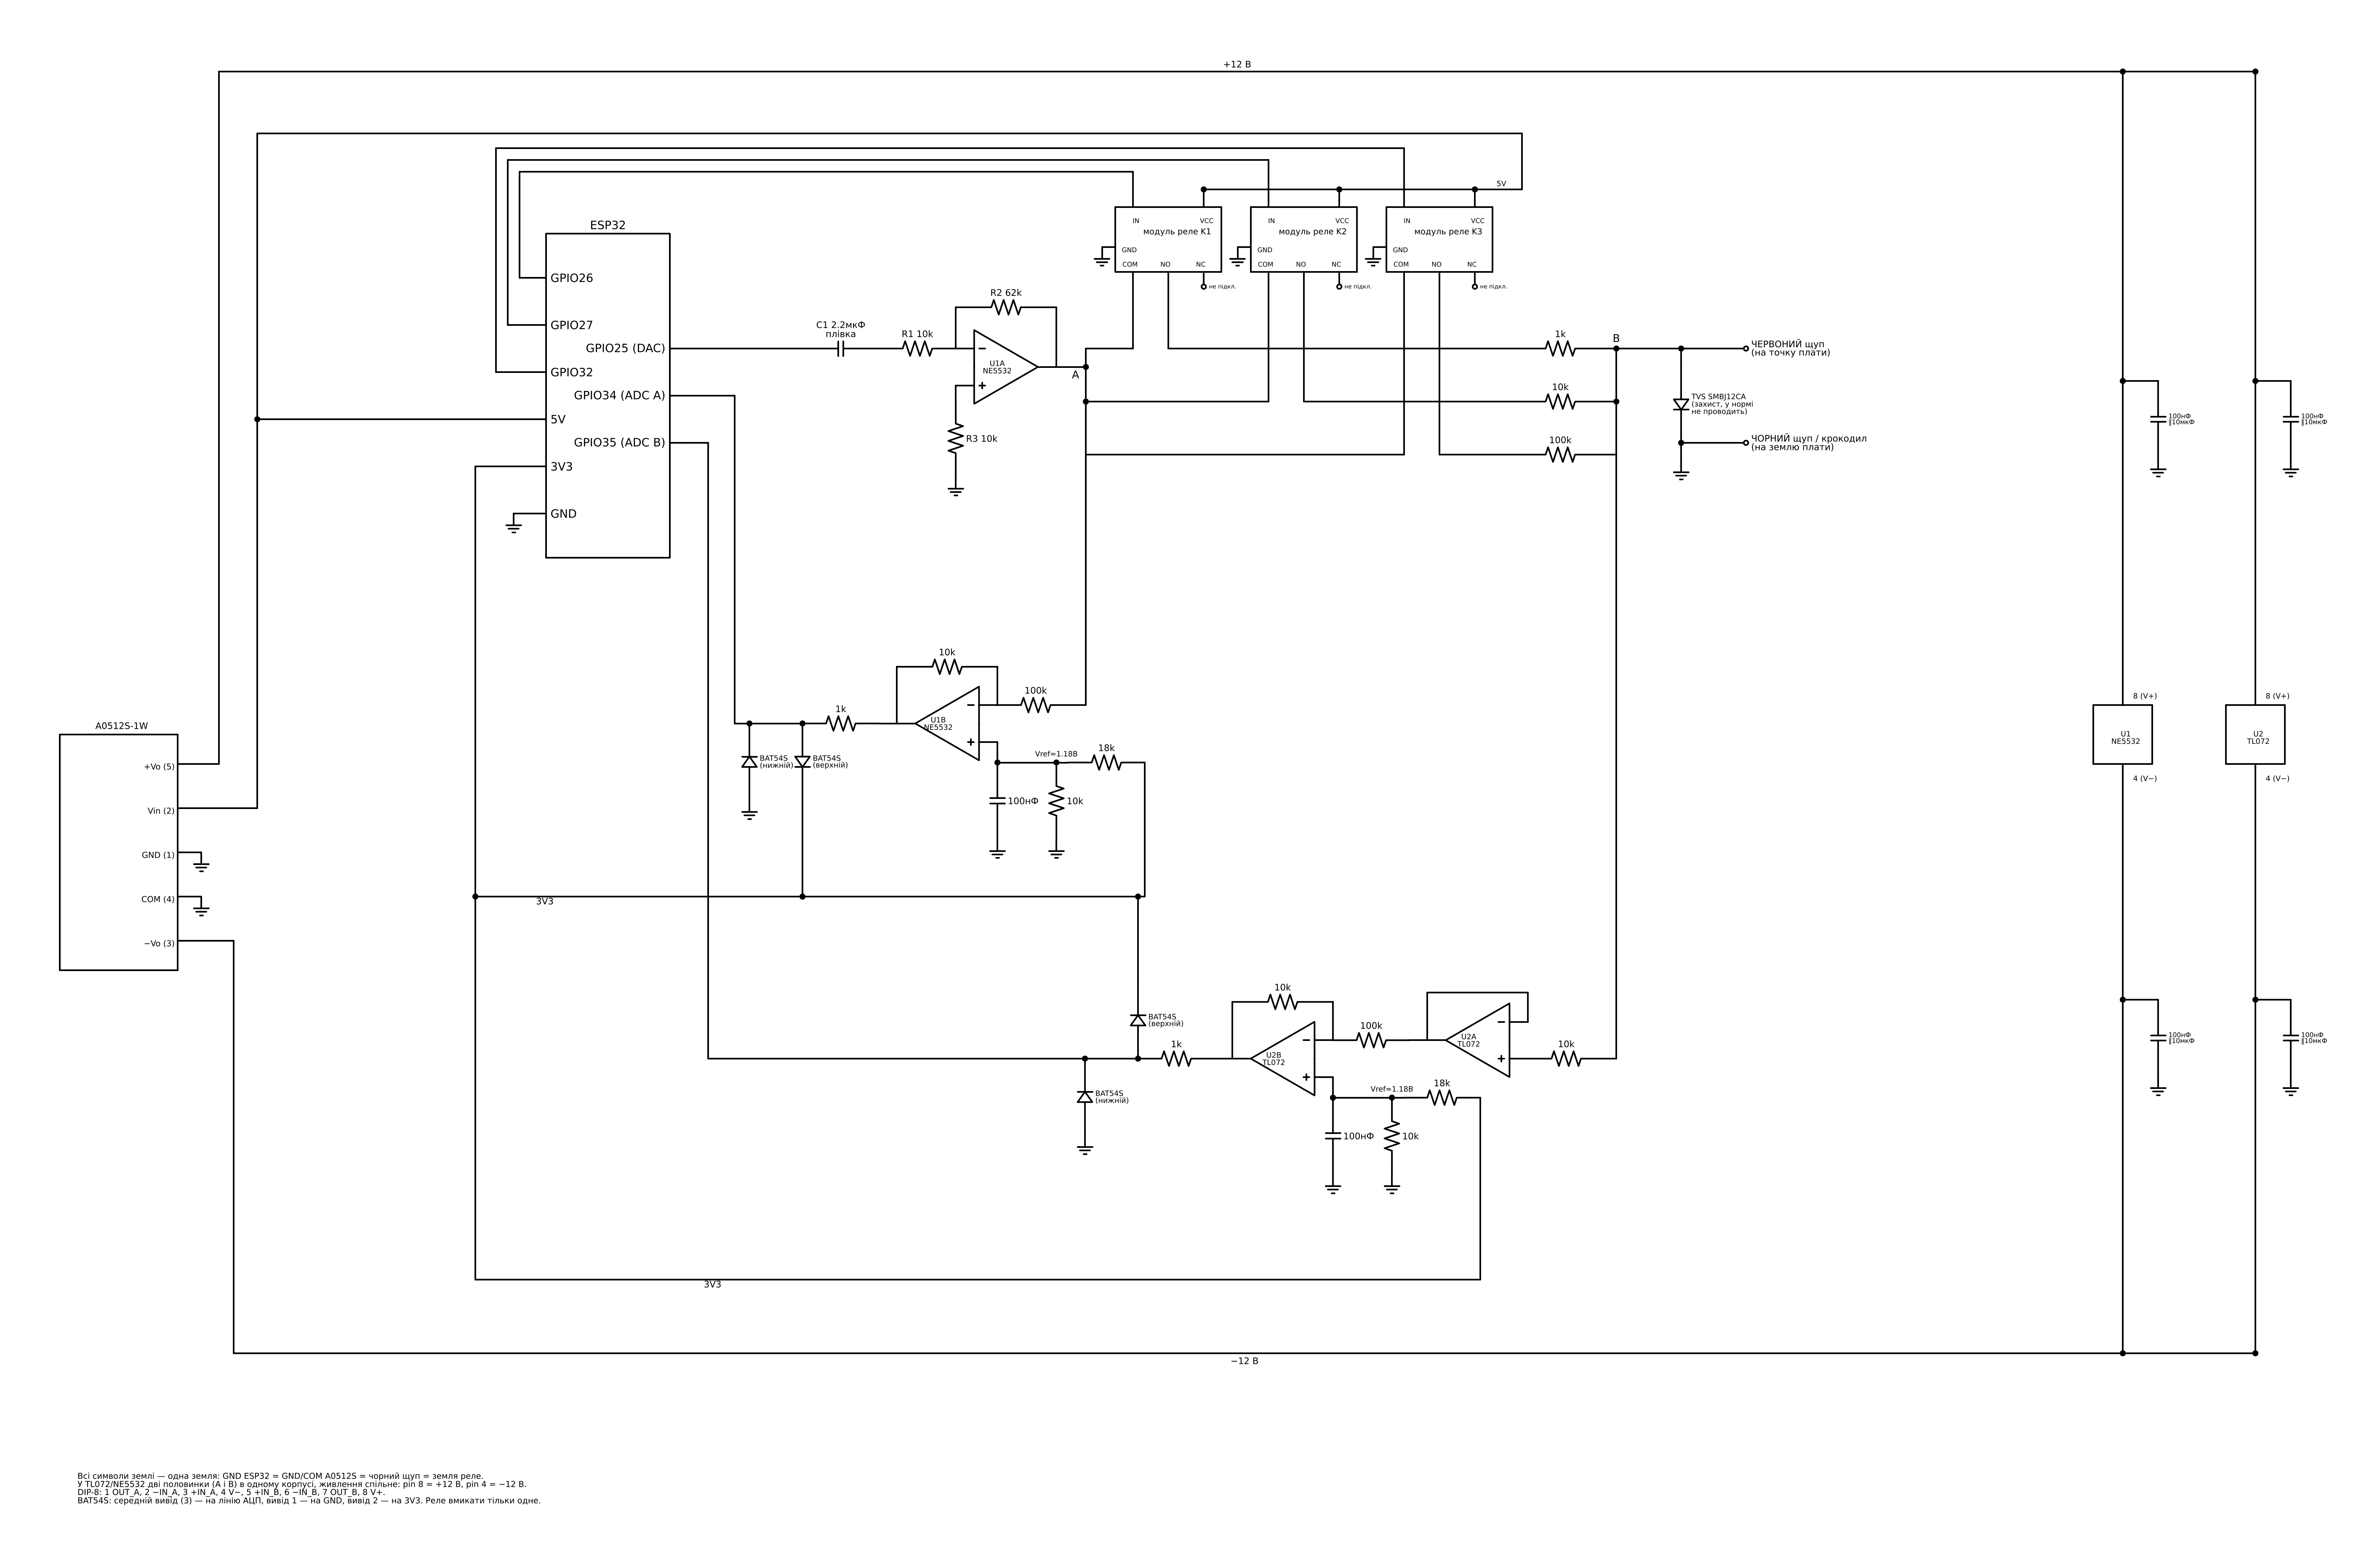 +12 В
5V
ESP32
GPIO26
GPIO27
GPIO25 (DAC)
GPIO32
GPIO34 (ADC A)
5V
GPIO35 (ADC B)
3V3
GND
C1 2.2мкФ
плівка
R1 10k
R2 62k
U1A
NE5532
−
+
R3 10k
A
IN
VCC
модуль реле K1
GND
COM
NO
NC
не підкл.
IN
VCC
модуль реле K2
GND
COM
NO
NC
не підкл.
IN
VCC
модуль реле K3
GND
COM
NO
NC
не підкл.
1k
10k
100k
B
ЧЕРВОНИЙ щуп
(на точку плати)
TVS SMBJ12CA
(захист, у нормі
не проводить)
ЧОРНИЙ щуп / крокодил
(на землю плати)
100нФ
‖10мкФ
100нФ
‖10мкФ
10k
100k
1k
U1B
NE5532
−
+
BAT54S
(нижній)
BAT54S
(верхній)
Vref≈1.18В
18k
100нФ
10k
3V3
A0512S-1W
+Vo (5)
Vin (2)
GND (1)
COM (4)
−Vo (3)
8 (V+)
U1
NE5532
4 (V−)
8 (V+)
U2
TL072
4 (V−)
10k
100k
U2A
TL072
−
+
10k
BAT54S
(верхній)
1k
U2B
TL072
−
+
BAT54S
(нижній)
Vref≈1.18В
18k
100нФ
10k
100нФ
‖10мкФ
100нФ
‖10мкФ
3V3
−12 В
Всі символи землі — одна земля: GND ESP32 = GND/COM A0512S = чорний щуп = земля реле.
У TL072/NE5532 дві половинки (A і B) в одному корпусі, живлення спільне: pin 8 = +12 В, pin 4 = −12 В.
DIP-8: 1 OUT_A, 2 −IN_A, 3 +IN_A, 4 V−, 5 +IN_B, 6 −IN_B, 7 OUT_B, 8 V+.
BAT54S: середній вивід (3) — на лінію АЦП, вивід 1 — на GND, вивід 2 — на 3V3. Реле вмикати тільки одне.